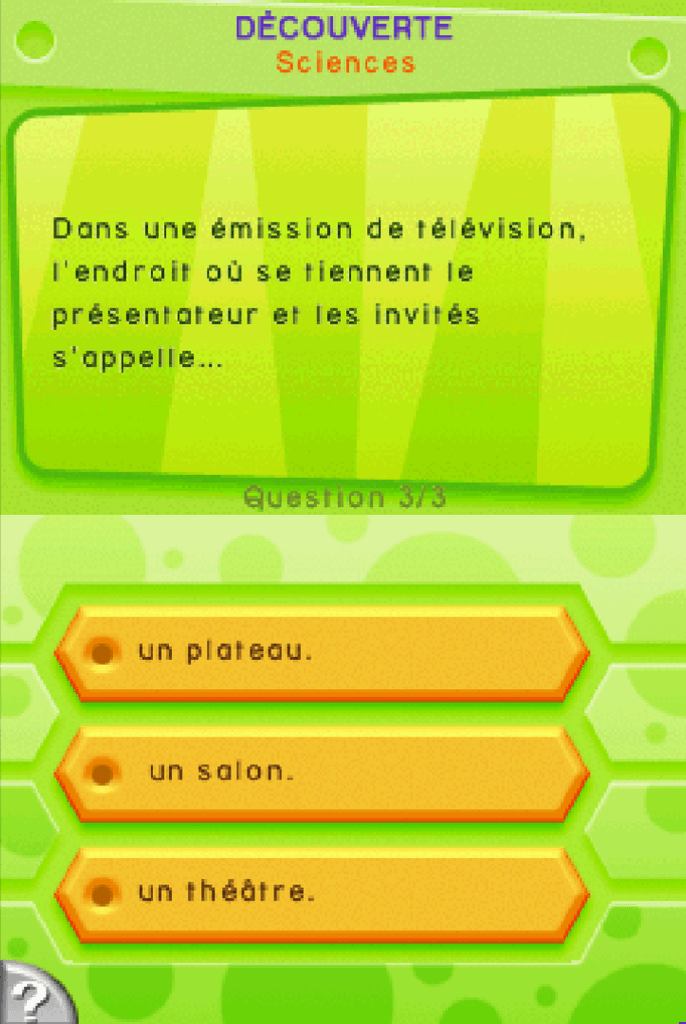 DÉCOUVERTE
Sciences
Dans une émission de télévision,
l'endroit où se tiennent le
présentateur et les invités
s'appelle...
Question 3/3
un plateau.
un salon.
un théâtre.
?